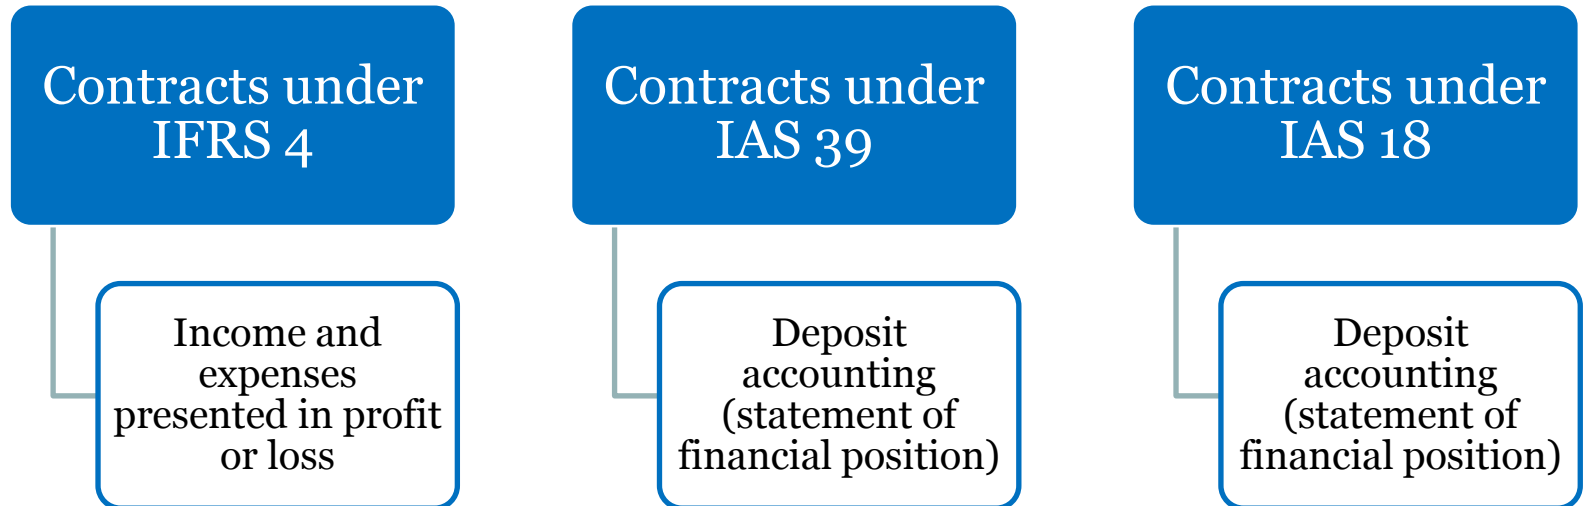 Contracts under
IFRS 4
Income and
expenses
presented in profit
or loss
Contracts under
IAS 39
Deposit
accounting
(statement of
financial position)
Contracts under
IAS 18
Deposit
accounting
(statement of
financial position)